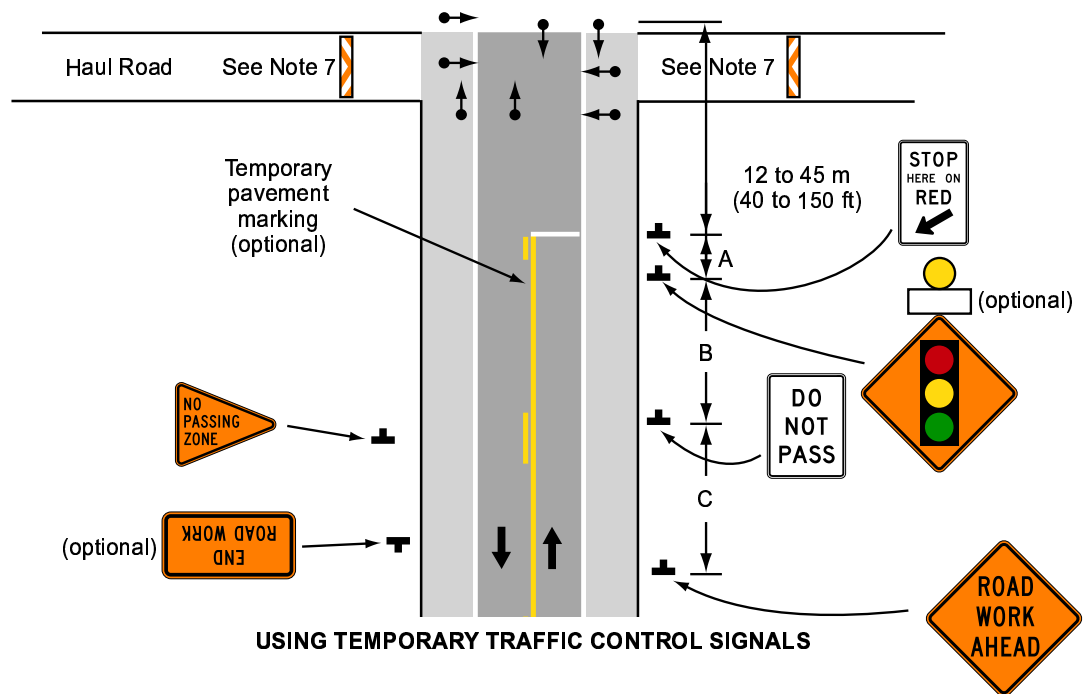 Haul Road
See Note 7
See Note 7
Temporary
pavement
marking
(optional)
12 to 45 m
(40 to 150 ft)
STOP
HERE ON
RED
A
(optional)
B
NO
PASSING
ZONE
DO
NOT
PASS
C
(optional)
END
ROAD WORK
ROAD
WORK
AHEAD
USING TEMPORARY TRAFFIC CONTROL SIGNALS